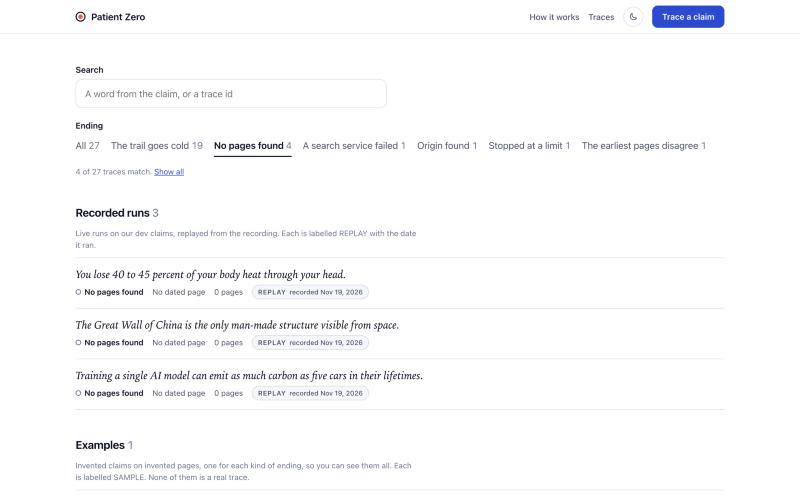 Patient Zero
How it works Traces Trace a claim
Search
A word from the claim, or a trace id
Ending
All 27 The trail goes cold 19 No pages found 4 A search service failed 1 Origin found 1 Stopped at a limit 1 The earliest pages disagree 1
4 of 27 traces match. Show all
Recorded runs 3
Live runs on our dev claims, replayed from the recording. Each is labelled REPLAY with the date
it ran.
You lose 40 to 45 percent of your body heat through your head.
No pages found No dated page 0 pages REPLAY recorded Nov 19, 2026
The Great Wall of China is the only man-made structure visible from space.
No pages found No dated page 0 pages REPLAY recorded Nov 19, 2026
Training a single AI model can emit as much carbon as five cars in their lifetimes.
No pages found No dated page 0 pages REPLAY recorded Nov 19, 2026
Examples 1
Invented claims on invented pages, one for each kind of ending, so you can see them all. Each
is labelled SAMPLE. None of them is a real trace.